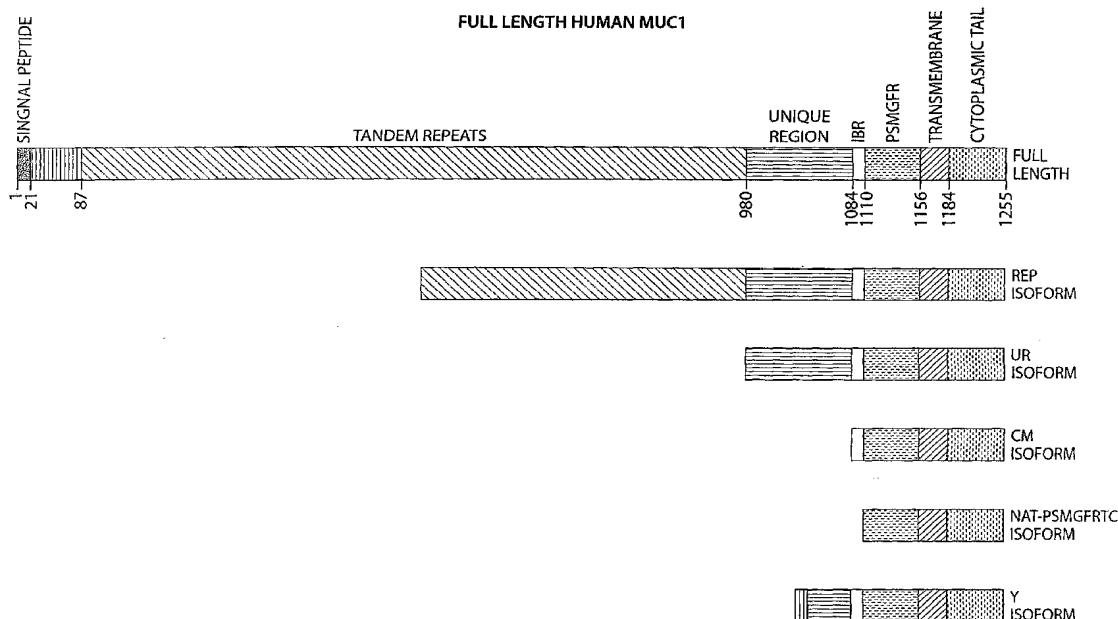 FULL LENGTH HUMAN MUC1
SINGNAL PEPTIDE
TANDEM REPEATS
UNIQUE
REGION
IBR
PSMGFR
TRANSMEMBRANE
CYTOPLASMIC TAIL
FULL
LENGTH
1
21
87
980
1084
1110
1156
1184
1255
REP
ISOFORM
UR
ISOFORM
CM
ISOFORM
NAT-PSMGFRTC
ISOFORM
Y
ISOFORM